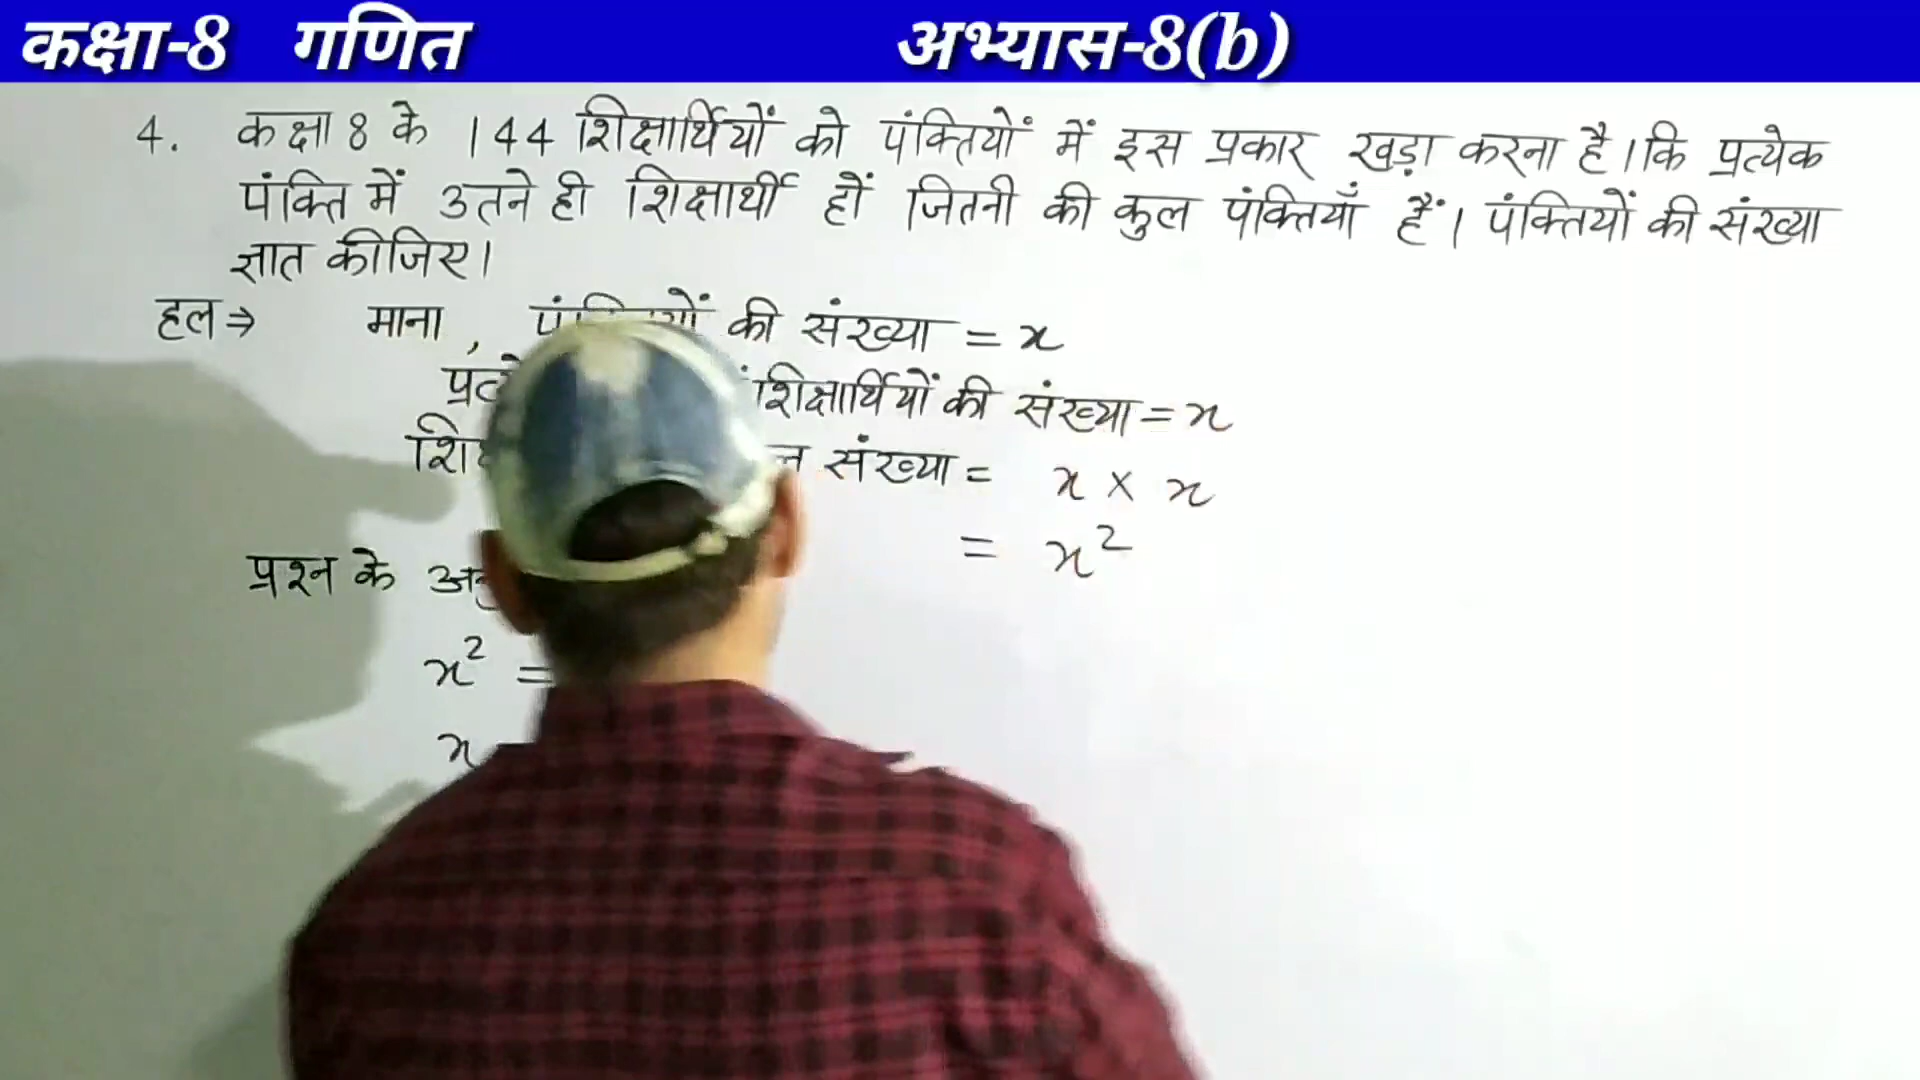 कक्षा-8 गणित अभ्यास-8(b)
4. कक्षा 8 के 144 शिक्षार्थियों को पंक्तियों में इस प्रकार खड़ा करना है। कि प्रत्येक
पंक्ति में उतने ही शिक्षार्थी हों जितनी की कुल पंक्तियाँ हैं। पंक्तियों की संख्या
ज्ञात कीजिए।
हल ⇒ माना, की संख्या = x
शिक्षार्थियों की संख्या = x
संख्या = x × x
= x²
प्रश्न के
x² =
x